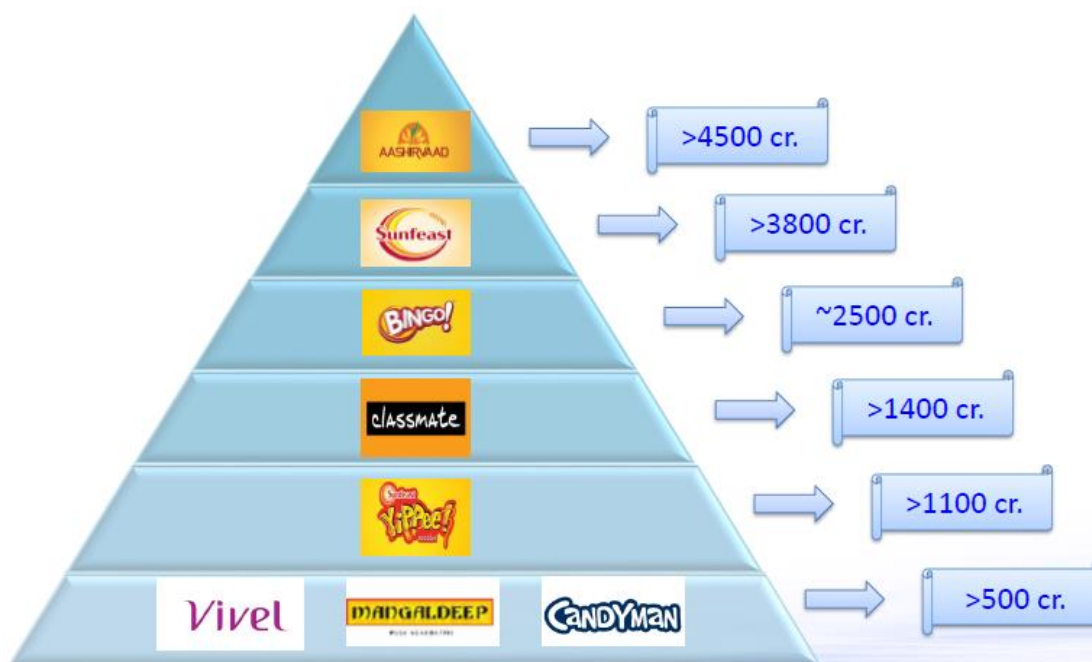 AASHIRVAAD
>4500 cr.
Sunfeast
>3800 cr.
BINGO!
~2500 cr.
classmate
>1400 cr.
Sunfeast
YiPPee!
>1100 cr.
Vivel
MANGALDEEP
CANDYMAN
>500 cr.